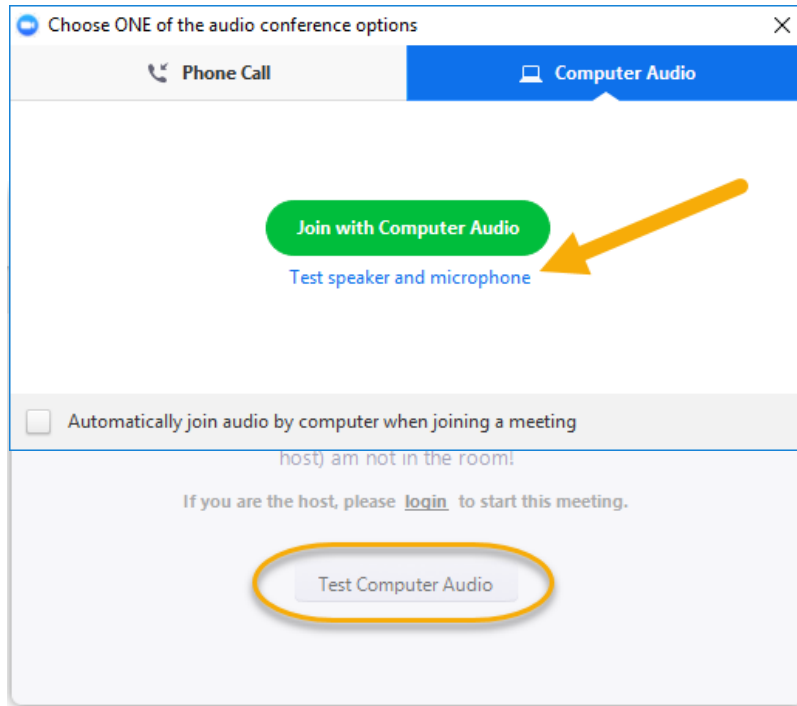 Choose ONE of the audio conference options
Phone Call
Computer Audio
Join with Computer Audio
Test speaker and microphone
Automatically join audio by computer when joining a meeting
host) am not in the room!
If you are the host, please login to start this meeting.
Test Computer Audio